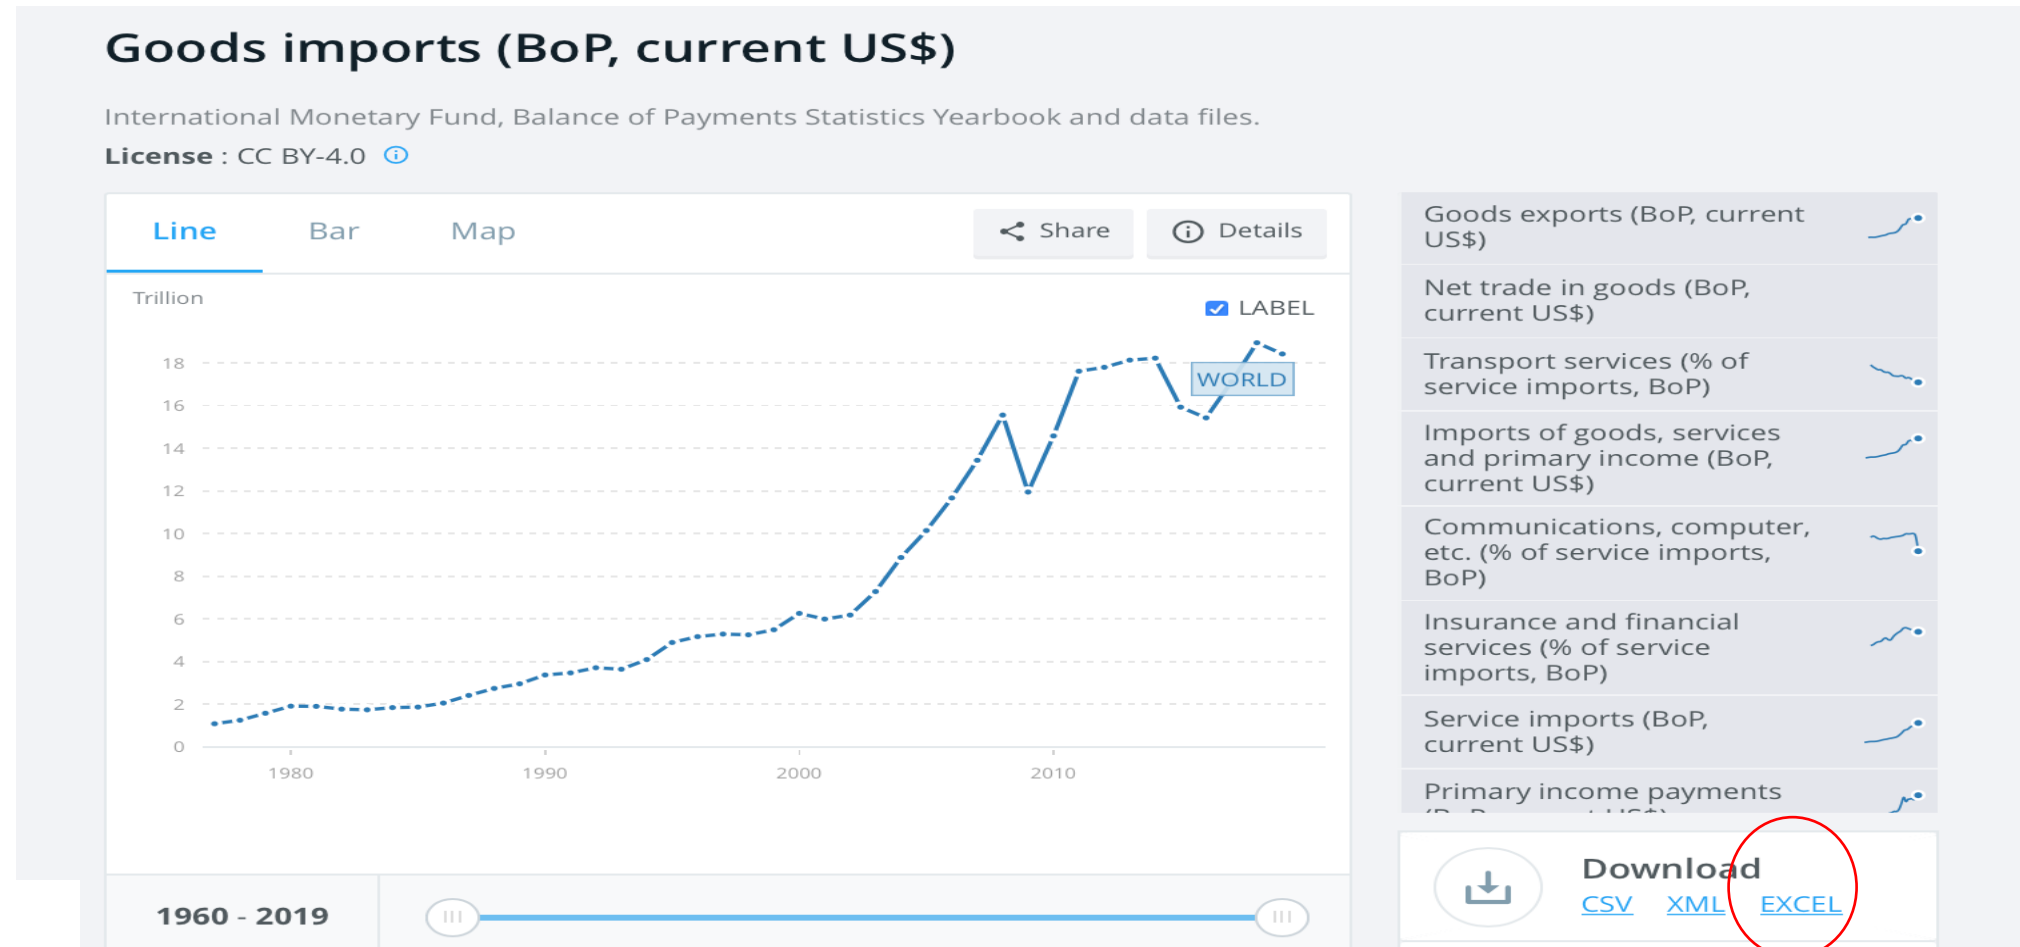 Goods imports (BoP, current US$)
International Monetary Fund, Balance of Payments Statistics Yearbook and data files.
License : CC BY-4.0
Line Bar Map Share Details
Trillion
LABEL
18
16
14
12
10
8
6
4
2
0
WORLD
1980 1990 2000 2010
1960 - 2019
Goods exports (BoP, current
US$)
Net trade in goods (BoP,
current US$)
Transport services (% of
service imports, BoP)
Imports of goods, services
and primary income (BoP,
current US$)
Communications, computer,
etc. (% of service imports,
BoP)
Insurance and financial
services (% of service
imports, BoP)
Service imports (BoP,
current US$)
Primary income payments
Download
CSV XML EXCEL